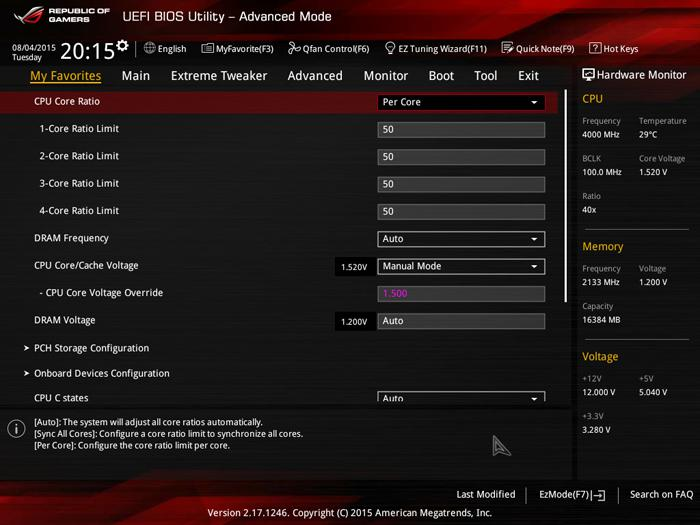 REPUBLIC OF
GAMERS
UEFI BIOS Utility – Advanced Mode
08/04/2015
Tuesday
20:15
English
MyFavorite(F3)
Qfan Control(F6)
EZ Tuning Wizard(F11)
Quick Note(F9)
? Hot Keys
My Favorites
Main
Extreme Tweaker
Advanced
Monitor
Boot
Tool
Exit
CPU Core Ratio
Per Core
1-Core Ratio Limit
50
2-Core Ratio Limit
50
3-Core Ratio Limit
50
4-Core Ratio Limit
50
DRAM Frequency
Auto
CPU Core/Cache Voltage
1.520V
Manual Mode
- CPU Core Voltage Override
1.500
DRAM Voltage
1.200V
Auto
> PCH Storage Configuration
> Onboard Devices Configuration
CPU C states
Auto
[Auto]: The system will adjust all core ratios automatically.
[Sync All Cores]: Configure a core ratio limit to synchronize all cores.
[Per Core]: Configure the core ratio limit per core.
Hardware Monitor
CPU
Frequency Temperature
4000 MHz 29°C
BCLK Core Voltage
100.0 MHz 1.520 V
Ratio
40x
Memory
Frequency Voltage
2133 MHz 1.200 V
Capacity
16384 MB
Voltage
+12V +5V
12.000 V 5.040 V
+3.3V
3.280 V
Last Modified
EzMode(F7)
Search on FAQ
Version 2.17.1246. Copyright (C) 2015 American Megatrends, Inc.